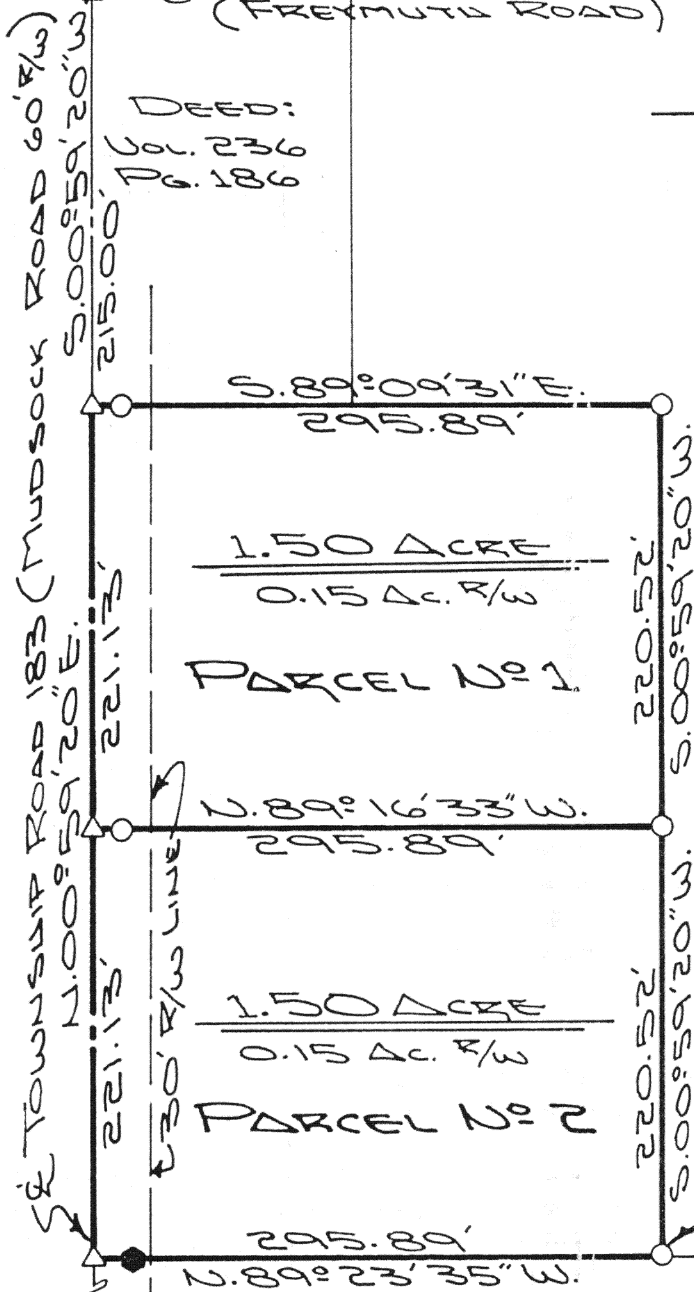 (FREYMUTH ROAD)
DEED:
VOL. 236
PG. 186
S.00°59'20"W
215.00'
℄ TOWNSHIP ROAD 183 (MUDSOCK ROAD 60' R/W)
S.89°09'31"E.
295.89'
N.00°59'20"E.
221.13'
1.50 ACRE
0.15 AC. R/W
PARCEL Nº 1
220.52'
S.00°59'20"W.
N.89°16'33"W.
295.89'
30' R/W LINE
221.13'
1.50 ACRE
0.15 AC. R/W
PARCEL Nº 2
220.52'
S.00°59'20"W.
295.89'
N.89°23'35"W.